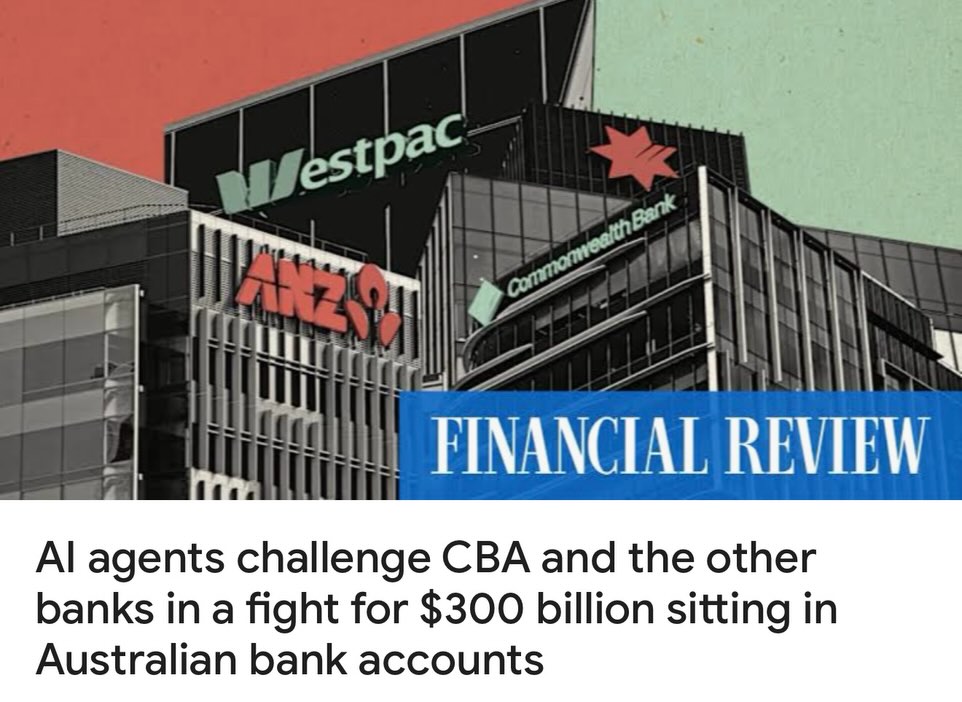 Westpac
ANZ
Commonwealth Bank
FINANCIAL REVIEW
AI agents challenge CBA and the other
banks in a fight for $300 billion sitting in
Australian bank accounts